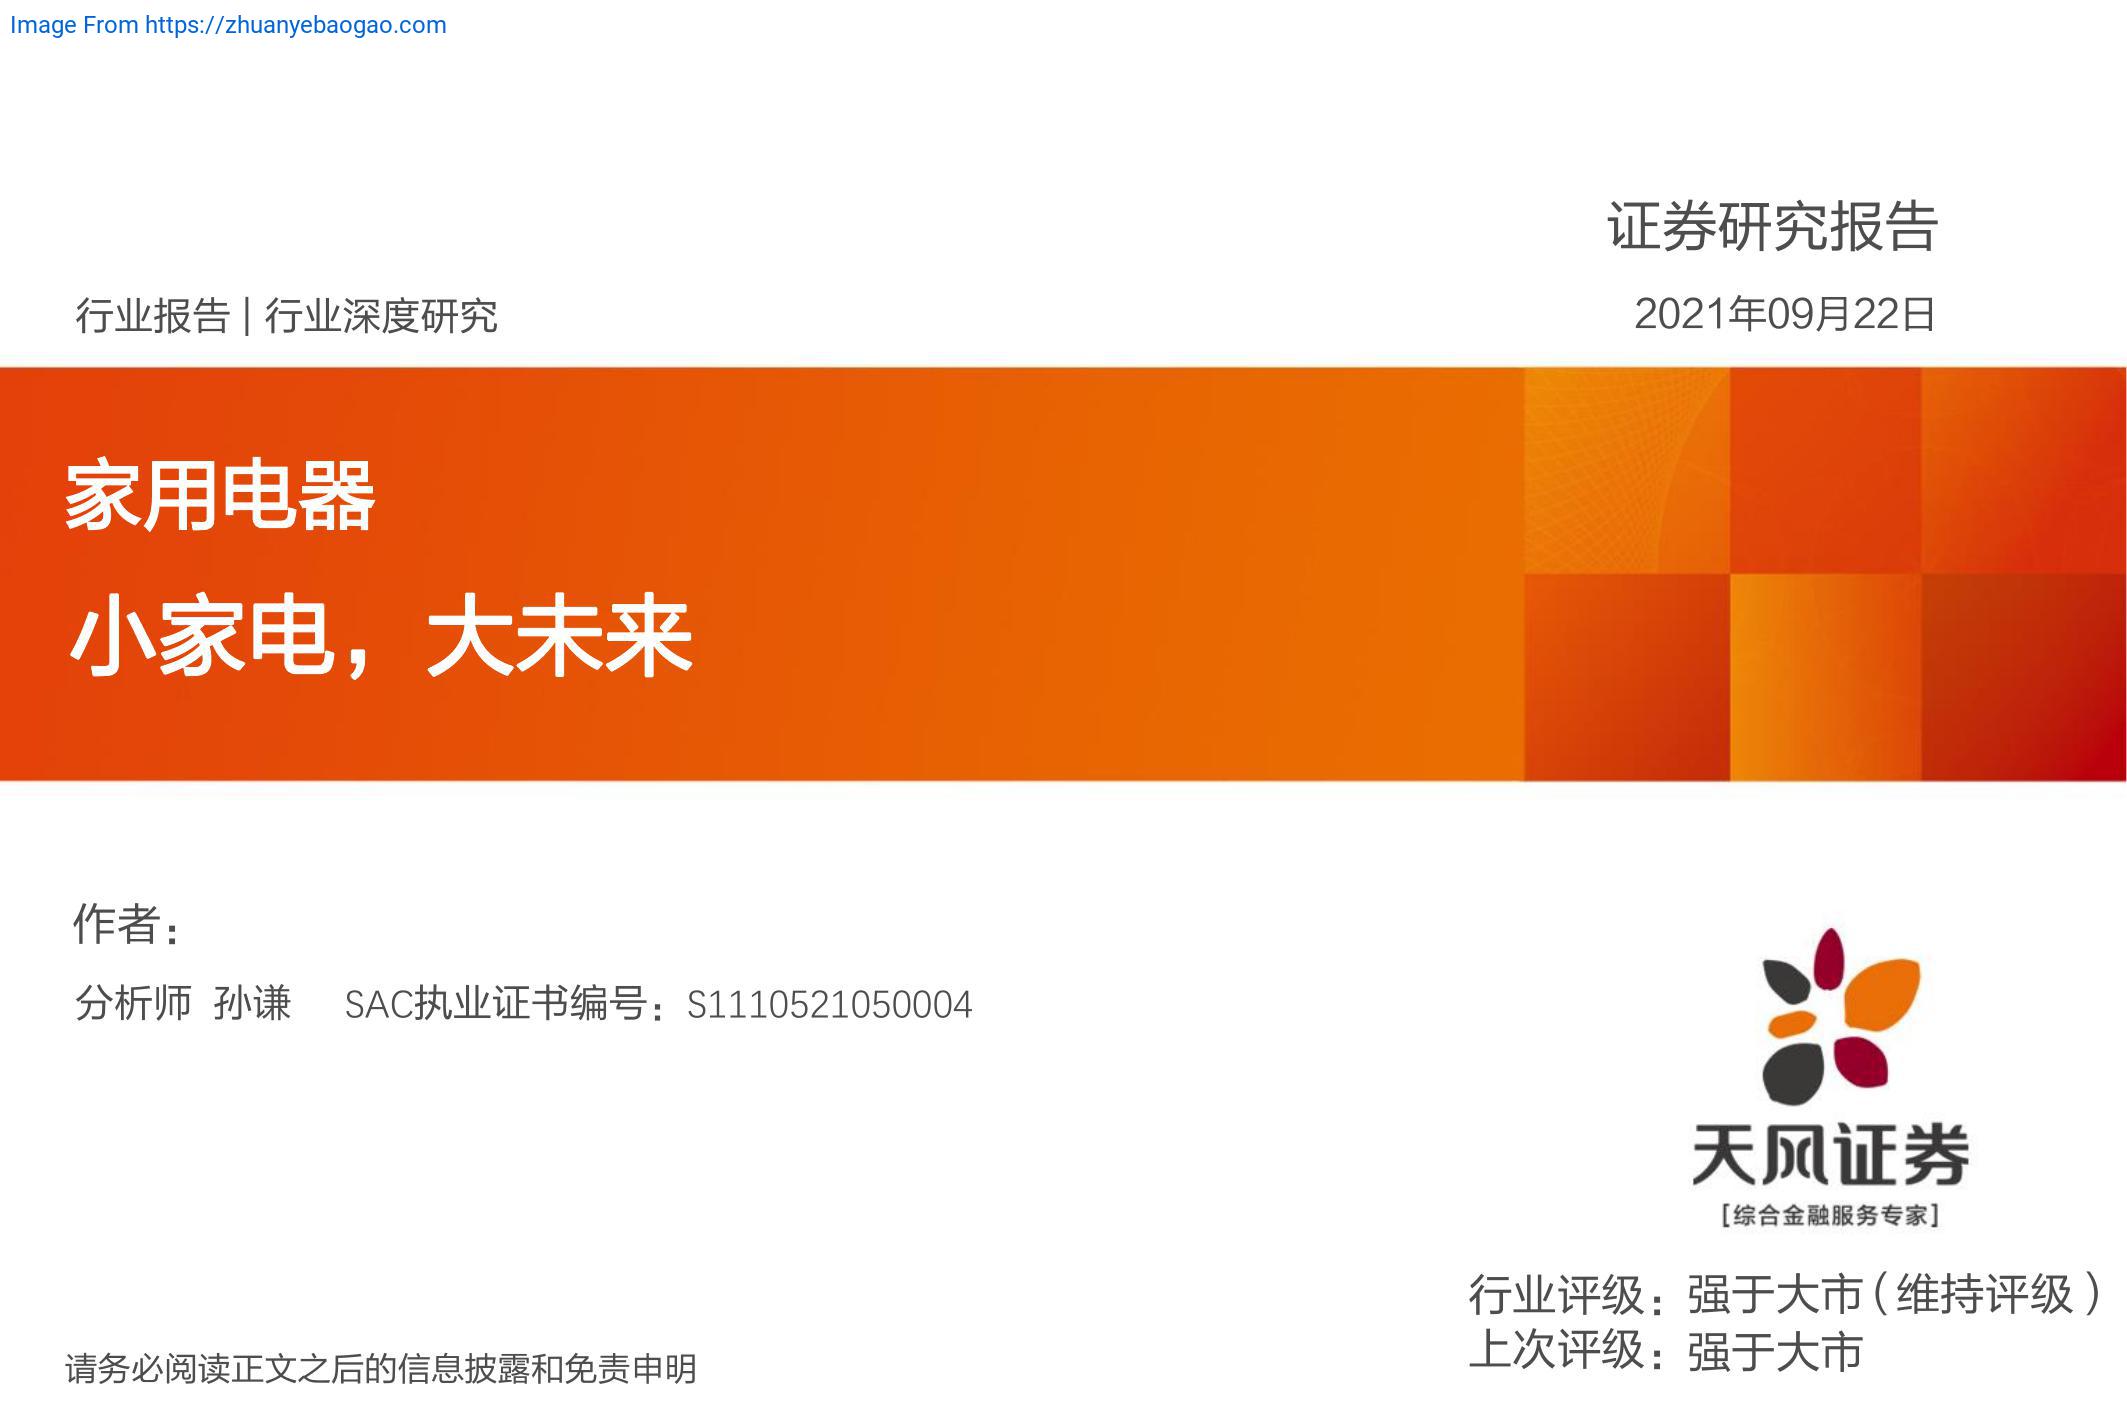 Image From https://zhuanyebaogao.com
证券研究报告
行业报告 | 行业深度研究
2021年09月22日
家用电器
小家电，大未来
作者：
分析师 孙谦 SAC执业证书编号：S1110521050004
天风证券
[综合金融服务专家]
行业评级：强于大市（维持评级）
上次评级：强于大市
请务必阅读正文之后的信息披露和免责申明